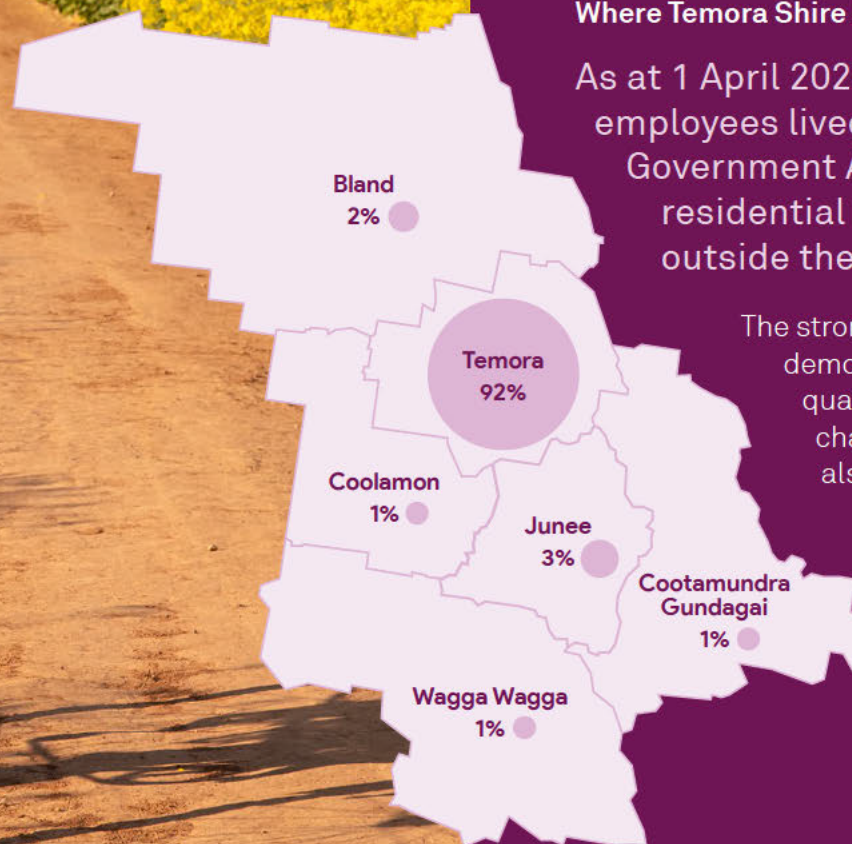 Where Temora Shire
As at 1 April 202
employees live
Government
residential
outside the
The stro
demo
qua
cha
als
Bland
2%
Temora
92%
Coolamon
1%
Junee
3%
Cootamundra
Gundagai
1%
Wagga Wagga
1%